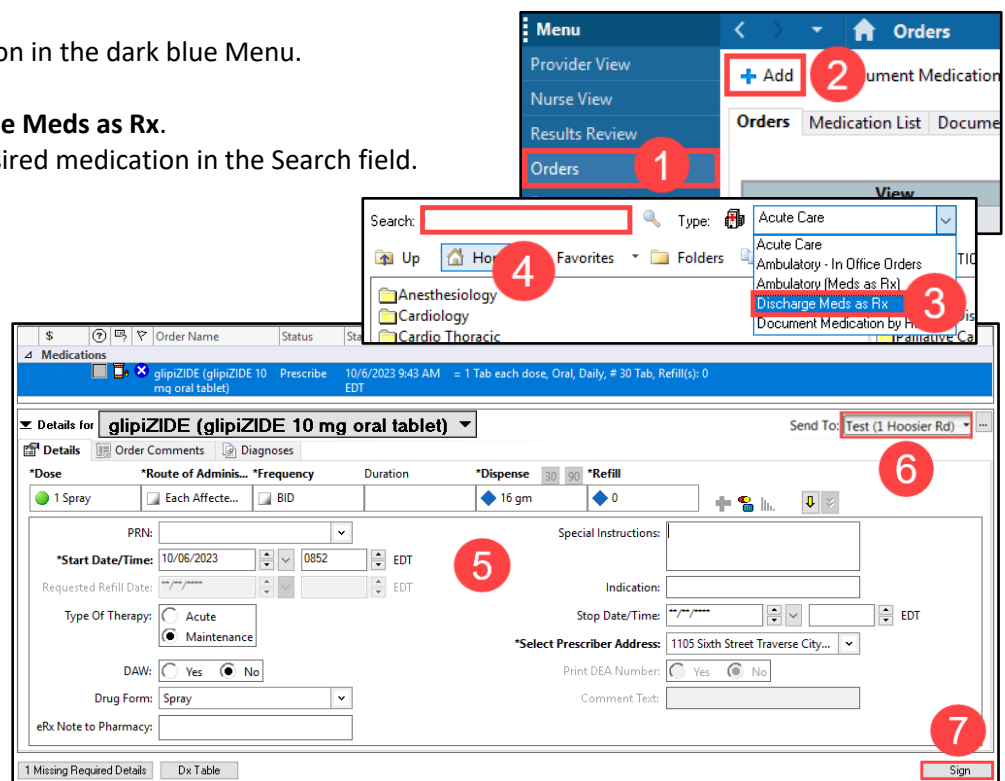 on in the dark blue Menu.
e Meds as Rx.
sired medication in the Search field.
Menu
Provider View
Nurse View
Results Review
Orders
1
Orders
+ Add
2
ument Medication
Orders Medication List Docume
View
Search:
Type: Acute Care
Up Ho Favorites Folders
4
Acute Care
Ambulatory - In Office Orders
Ambulatory (Meds as Rx)
Discharge Meds as Rx
3
Document Medication by H
Anesthesiology
Cardiology
Cardio Thoracic
Palliative Ca
$ Order Name Status Sta
Medications
glipiZIDE (glipiZIDE 10 mg oral tablet) Prescribe 10/6/2023 9:43 AM EDT = 1 Tab each dose, Oral, Daily, # 30 Tab, Refill(s): 0
Details for glipiZIDE (glipiZIDE 10 mg oral tablet)
Send To: Test (1 Hoosier Rd) ...
6
Details Order Comments Diagnoses
*Dose *Route of Adminis... *Frequency Duration *Dispense 30 90 *Refill
1 Spray Each Affecte... BID 16 gm 0
PRN:
*Start Date/Time: 10/06/2023 0852 EDT
Requested Refill Date: **/**/**** EDT
Type Of Therapy: Acute
Maintenance
DAW: Yes No
Drug Form: Spray
eRx Note to Pharmacy:
5
Special Instructions:
Indication:
Stop Date/Time: **/**/**** EDT
*Select Prescriber Address: 1105 Sixth Street Traverse City...
Print DEA Number: Yes No
Comment Text:
7
1 Missing Required Details Dx Table Sign